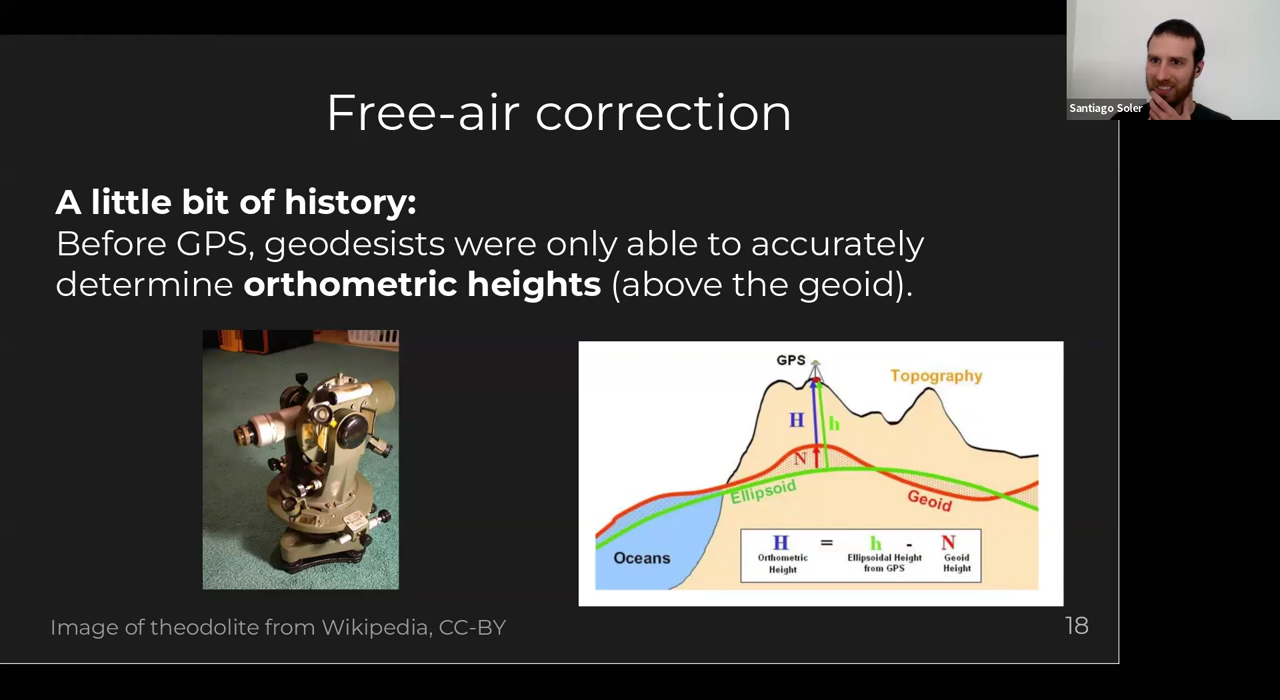 Santiago Soler
Free-air correction
A little bit of history:
Before GPS, geodesists were only able to accurately
determine orthometric heights (above the geoid).
GPS
Topography
H
h
N
Ellipsoid
Geoid
Oceans
H = h - N
Orthometric Height
Ellipsoidal Height from GPS
Geoid Height
Image of theodolite from Wikipedia, CC-BY
18